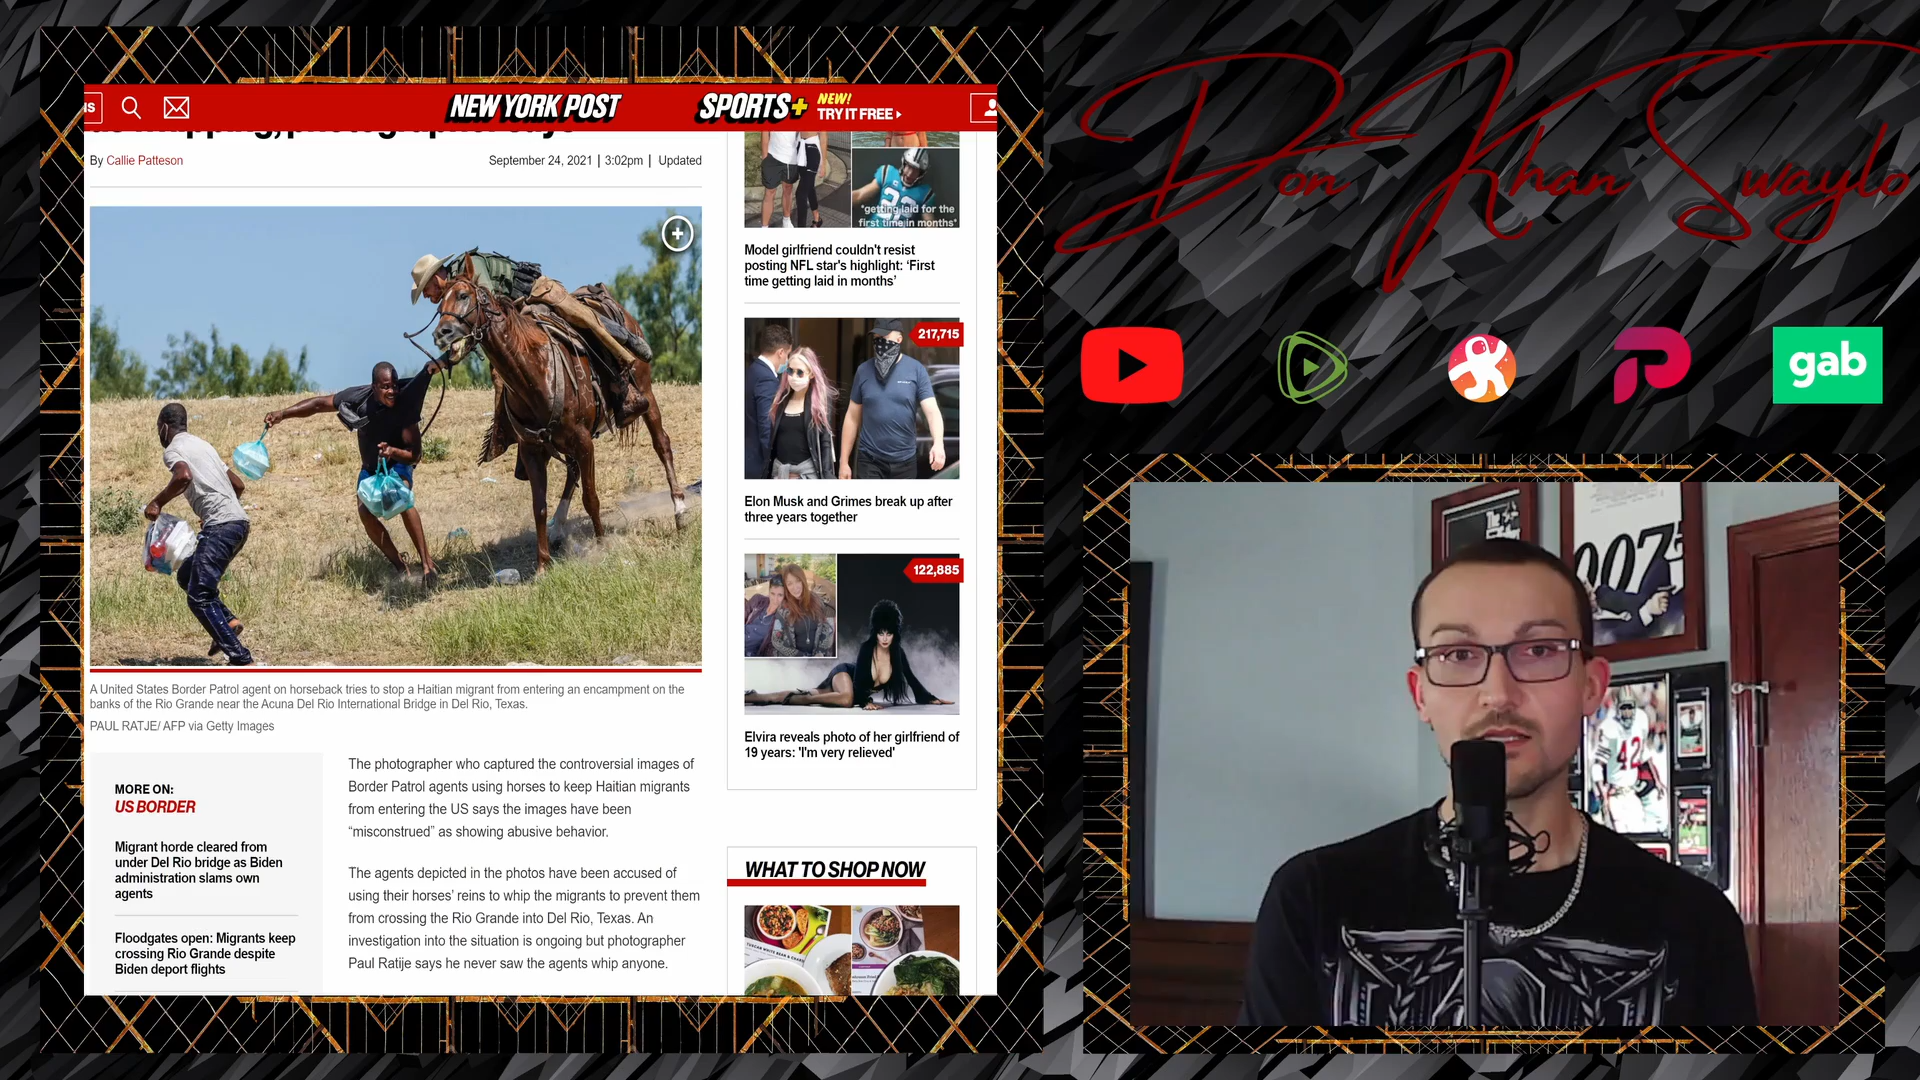 NEW YORK POST
SPORTS+
NEW!
TRY IT FREE
By Callie Patteson
September 24, 2021 | 3:02pm | Updated
A United States Border Patrol agent on horseback tries to stop a Haitian migrant from entering an encampment on the
banks of the Rio Grande near the Acuna Del Rio International Bridge in Del Rio, Texas.
PAUL RATJE/ AFP via Getty Images
MORE ON:
US BORDER
Migrant horde cleared from
under Del Rio bridge as Biden
administration slams own
agents
Floodgates open: Migrants keep
crossing Rio Grande despite
Biden deport flights
The photographer who captured the controversial images of
Border Patrol agents using horses to keep Haitian migrants
from entering the US says the images have been
“misconstrued” as showing abusive behavior.
The agents depicted in the photos have been accused of
using their horses’ reins to whip the migrants to prevent them
from crossing the Rio Grande into Del Rio, Texas. An
investigation into the situation is ongoing but photographer
Paul Ratije says he never saw the agents whip anyone.
*getting laid for the
first time in months*
Model girlfriend couldn't resist
posting NFL star's highlight: ‘First
time getting laid in months’
217,715
Elon Musk and Grimes break up after
three years together
122,885
Elvira reveals photo of her girlfriend of
19 years: 'I'm very relieved'
WHAT TO SHOP NOW
Don Khan Swaylo
gab
007
42